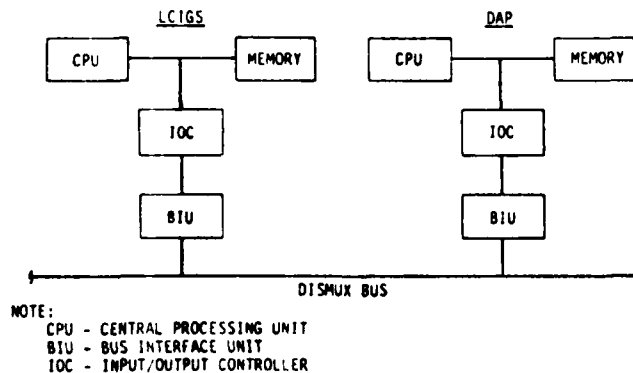 LCIGS DAP
CPU MEMORY CPU MEMORY
IOC IOC
BIU BIU
DISMUX BUS
NOTE:
CPU - CENTRAL PROCESSING UNIT
BIU - BUS INTERFACE UNIT
IOC - INPUT/OUTPUT CONTROLLER